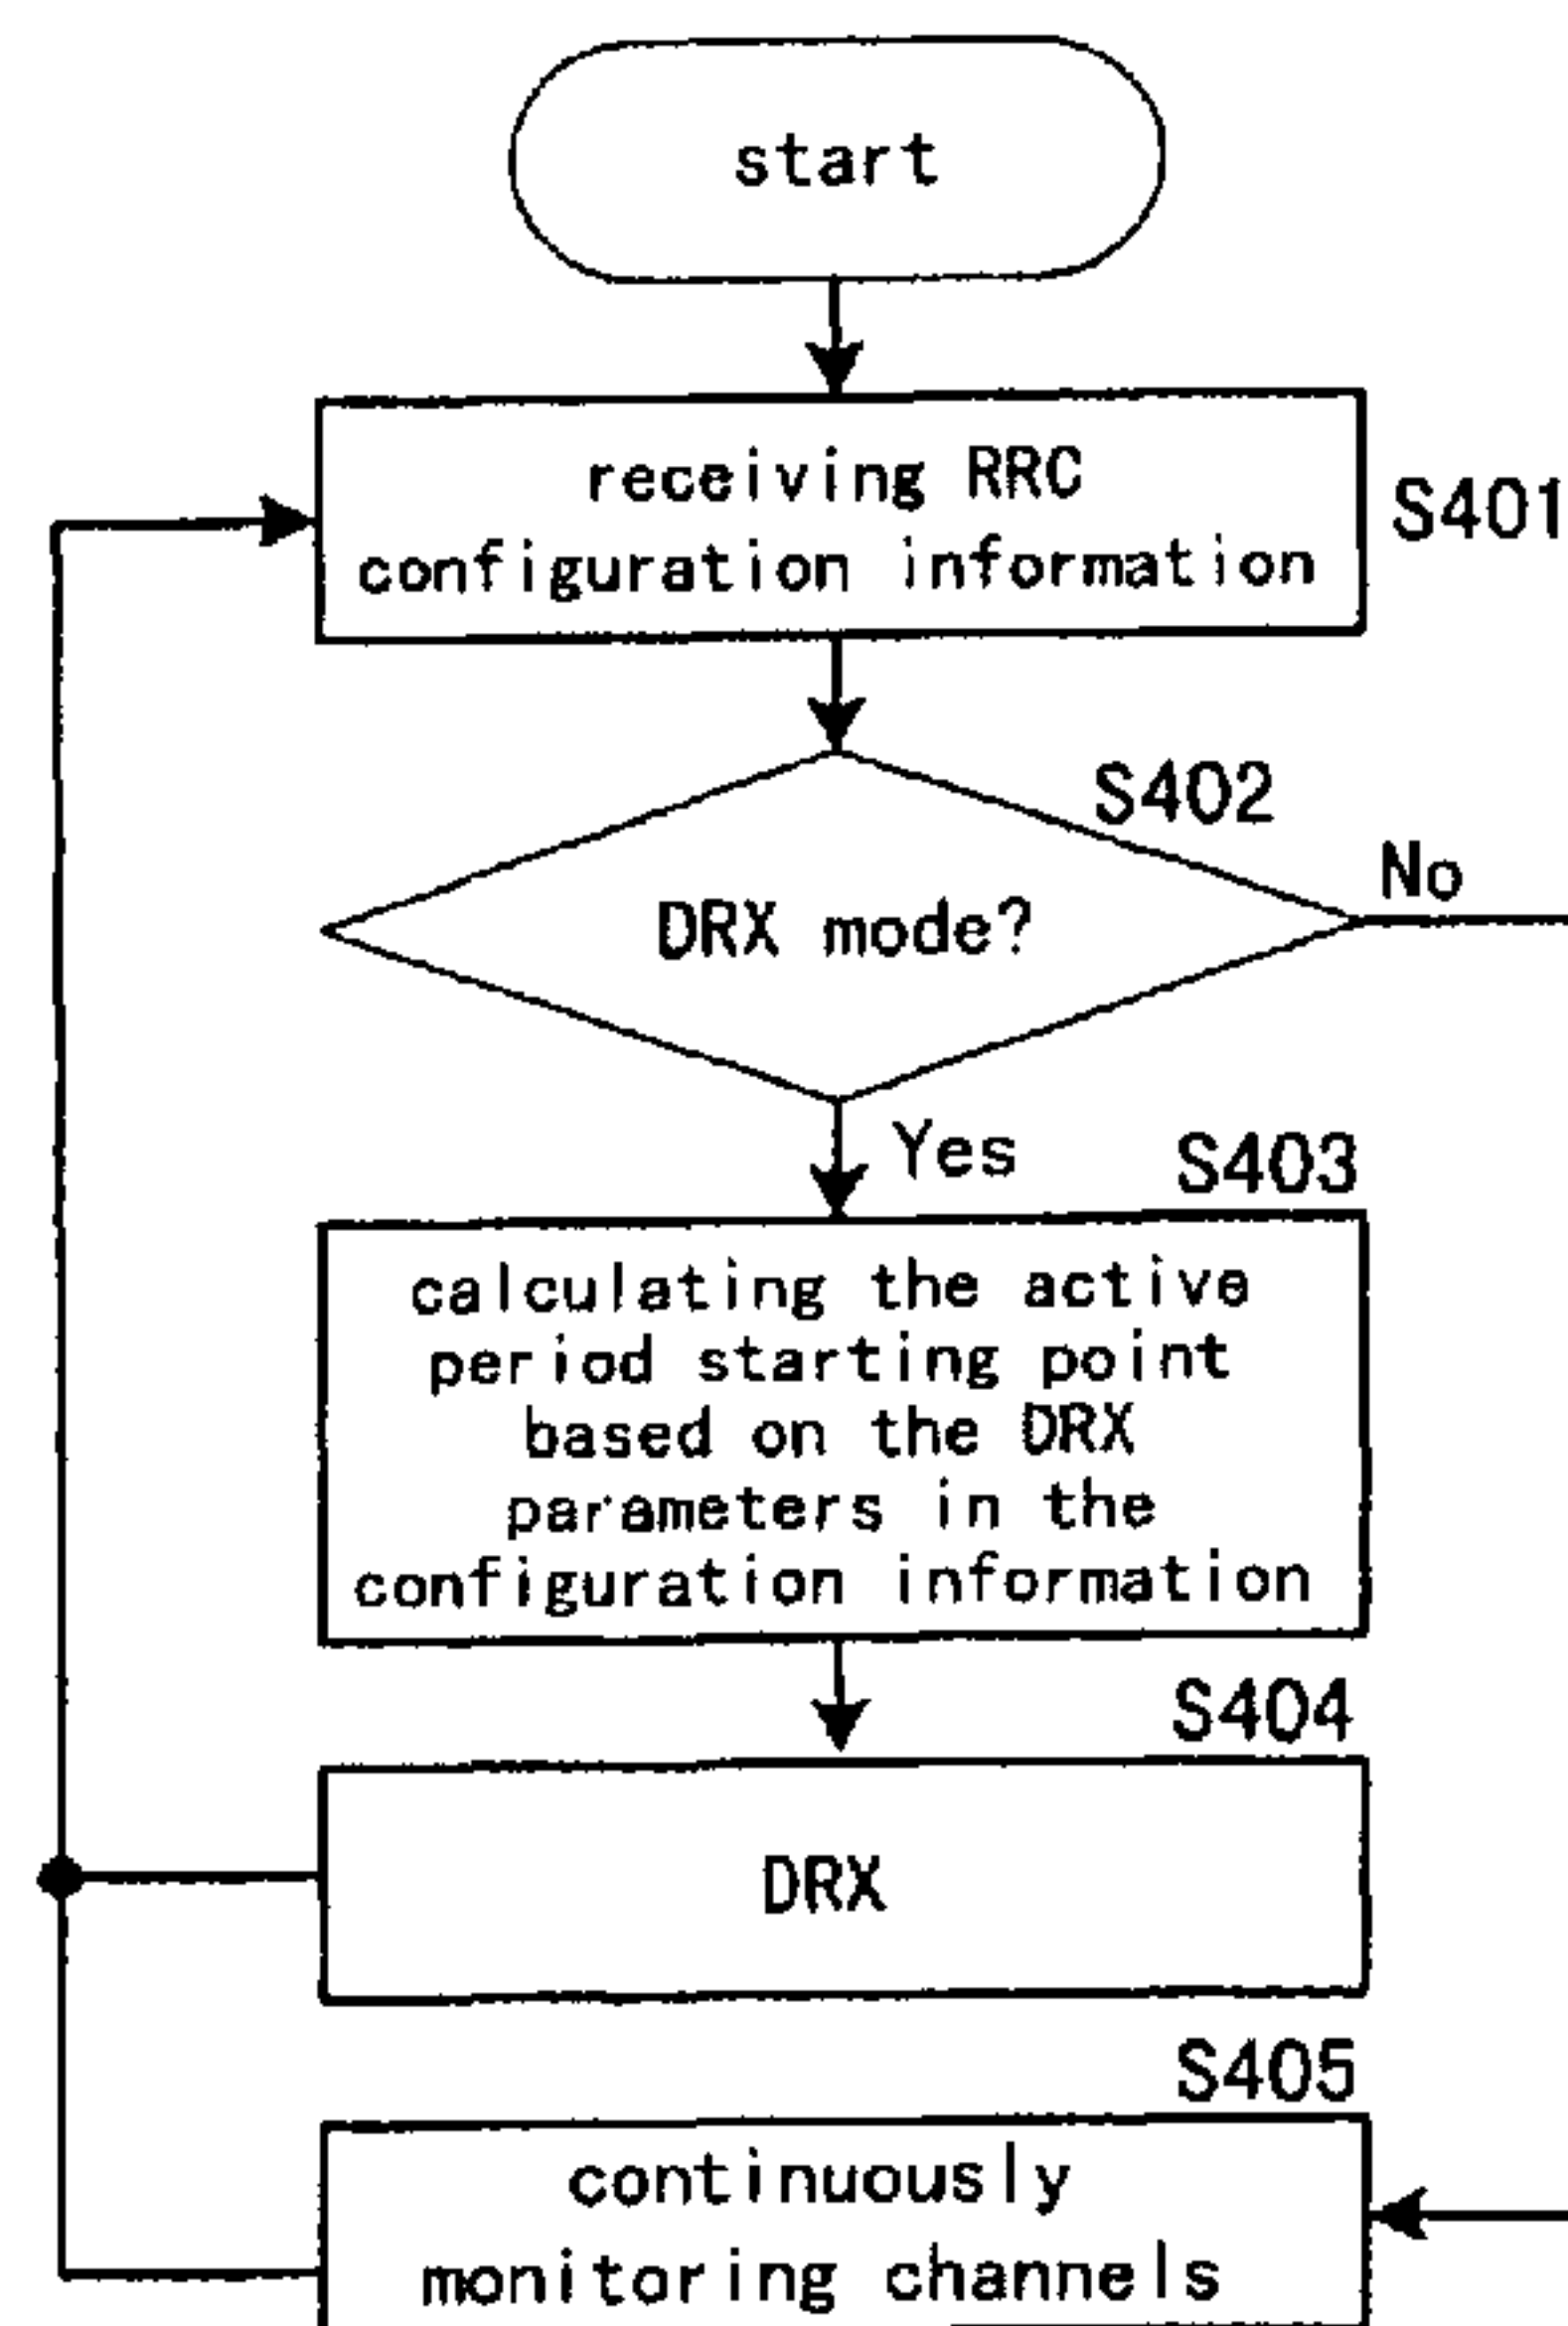 start
receiving RRC
configuration information
S401
S402
No
DRX mode?
Yes
S403
calculating the active
period starting point
based on the DRX
parameters in the
configuration information
S404
DRX
S405
continuously
monitoring channels